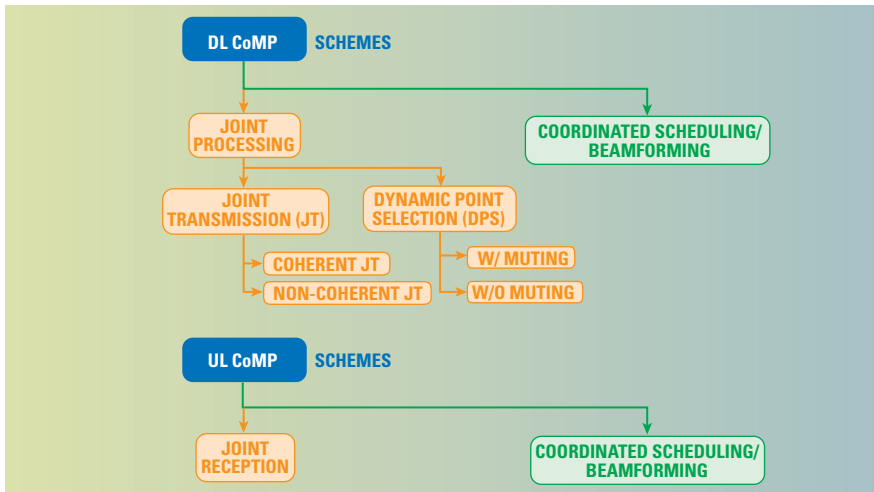 DL CoMP SCHEMES
JOINT
PROCESSING
COORDINATED SCHEDULING/
BEAMFORMING
JOINT
TRANSMISSION (JT)
DYNAMIC POINT
SELECTION (DPS)
COHERENT JT
NON-COHERENT JT
W/ MUTING
W/O MUTING
UL CoMP SCHEMES
JOINT
RECEPTION
COORDINATED SCHEDULING/
BEAMFORMING